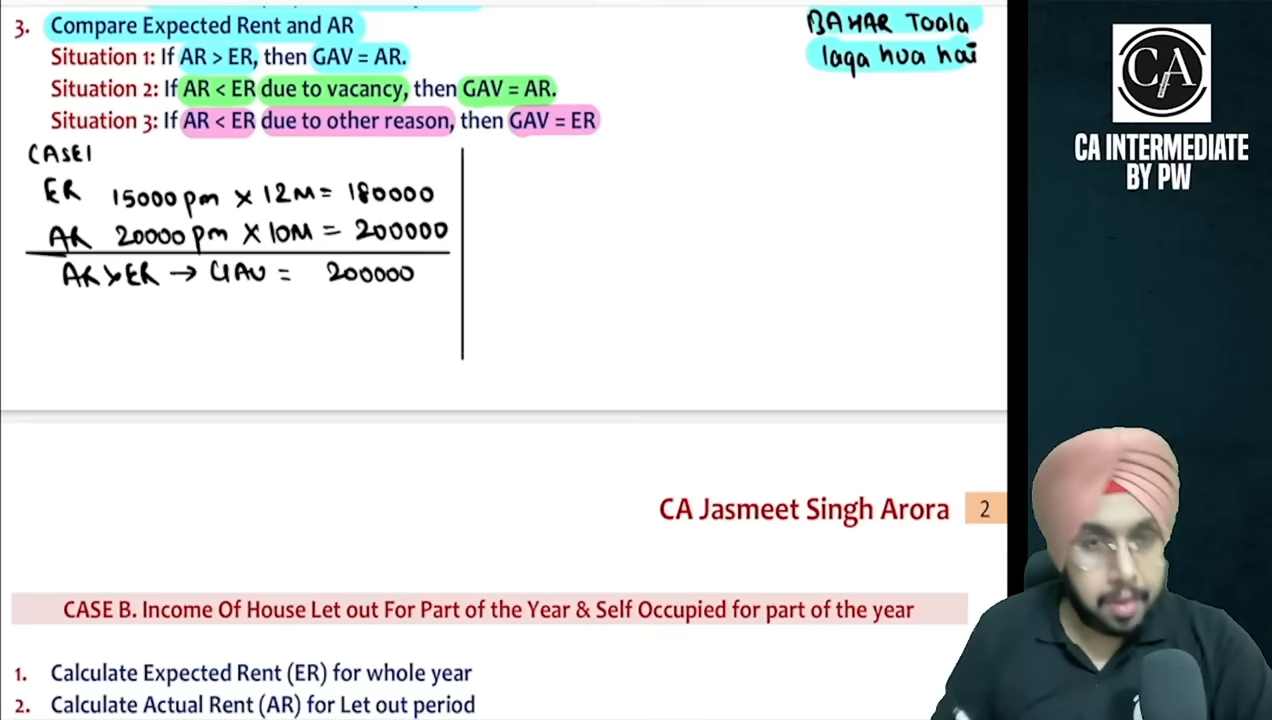 3. Compare Expected Rent and AR
Situation 1: If AR > ER, then GAV = AR.
Situation 2: If AR < ER due to vacancy, then GAV = AR.
Situation 3: If AR < ER due to other reason, then GAV = ER
BAHAR Taala
laga hua hai
CA
CA INTERMEDIATE
BY PW
CASE1
ER 15000 pm × 12M = 180000
AR 20000 pm × 10M = 200000
AR > ER → GAV = 200000
CA Jasmeet Singh Arora 2
CASE B. Income Of House Let out For Part of the Year & Self Occupied for part of the year
1. Calculate Expected Rent (ER) for whole year
2. Calculate Actual Rent (AR) for Let out period